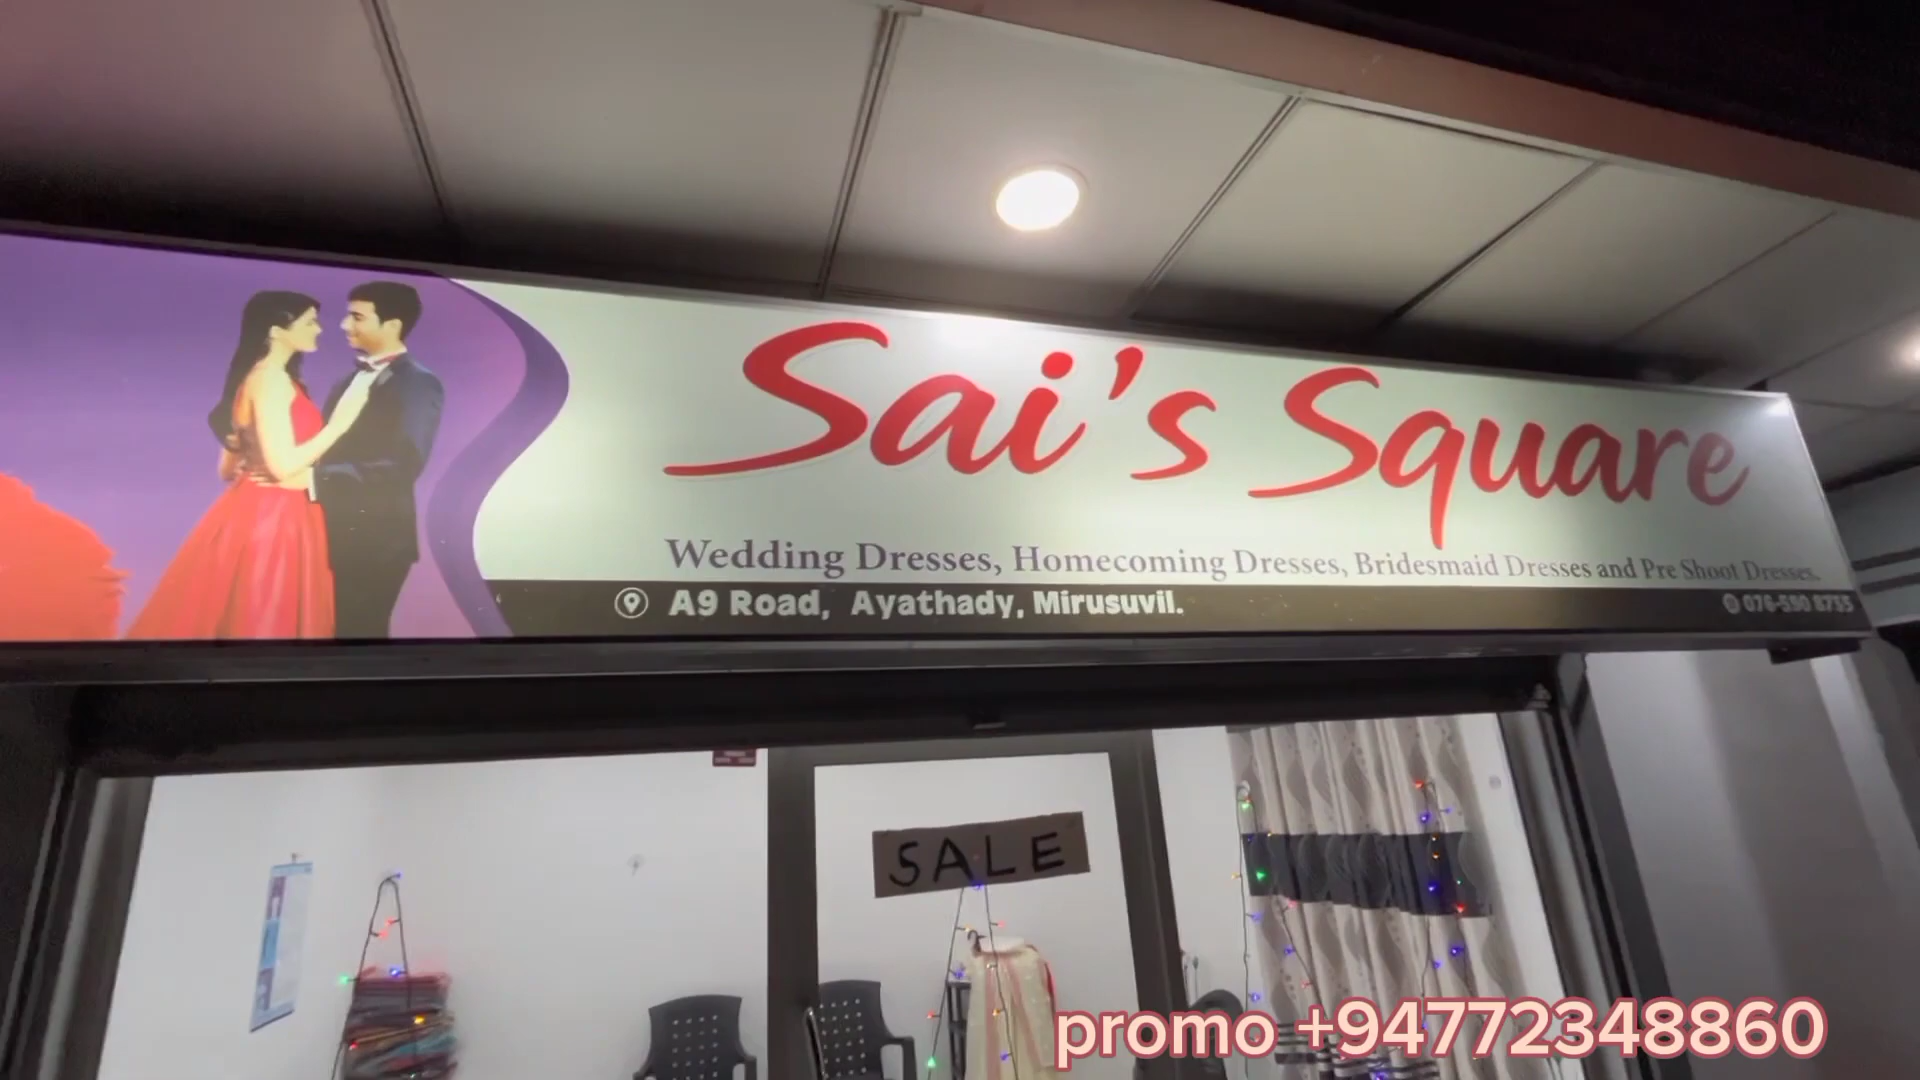 Sai's Square
Wedding Dresses, Homecoming Dresses, Bridesmaid Dresses and Pre Shoot Dresses.
A9 Road, Ayathady, Mirusuvil.
SALE
promo +94772348860